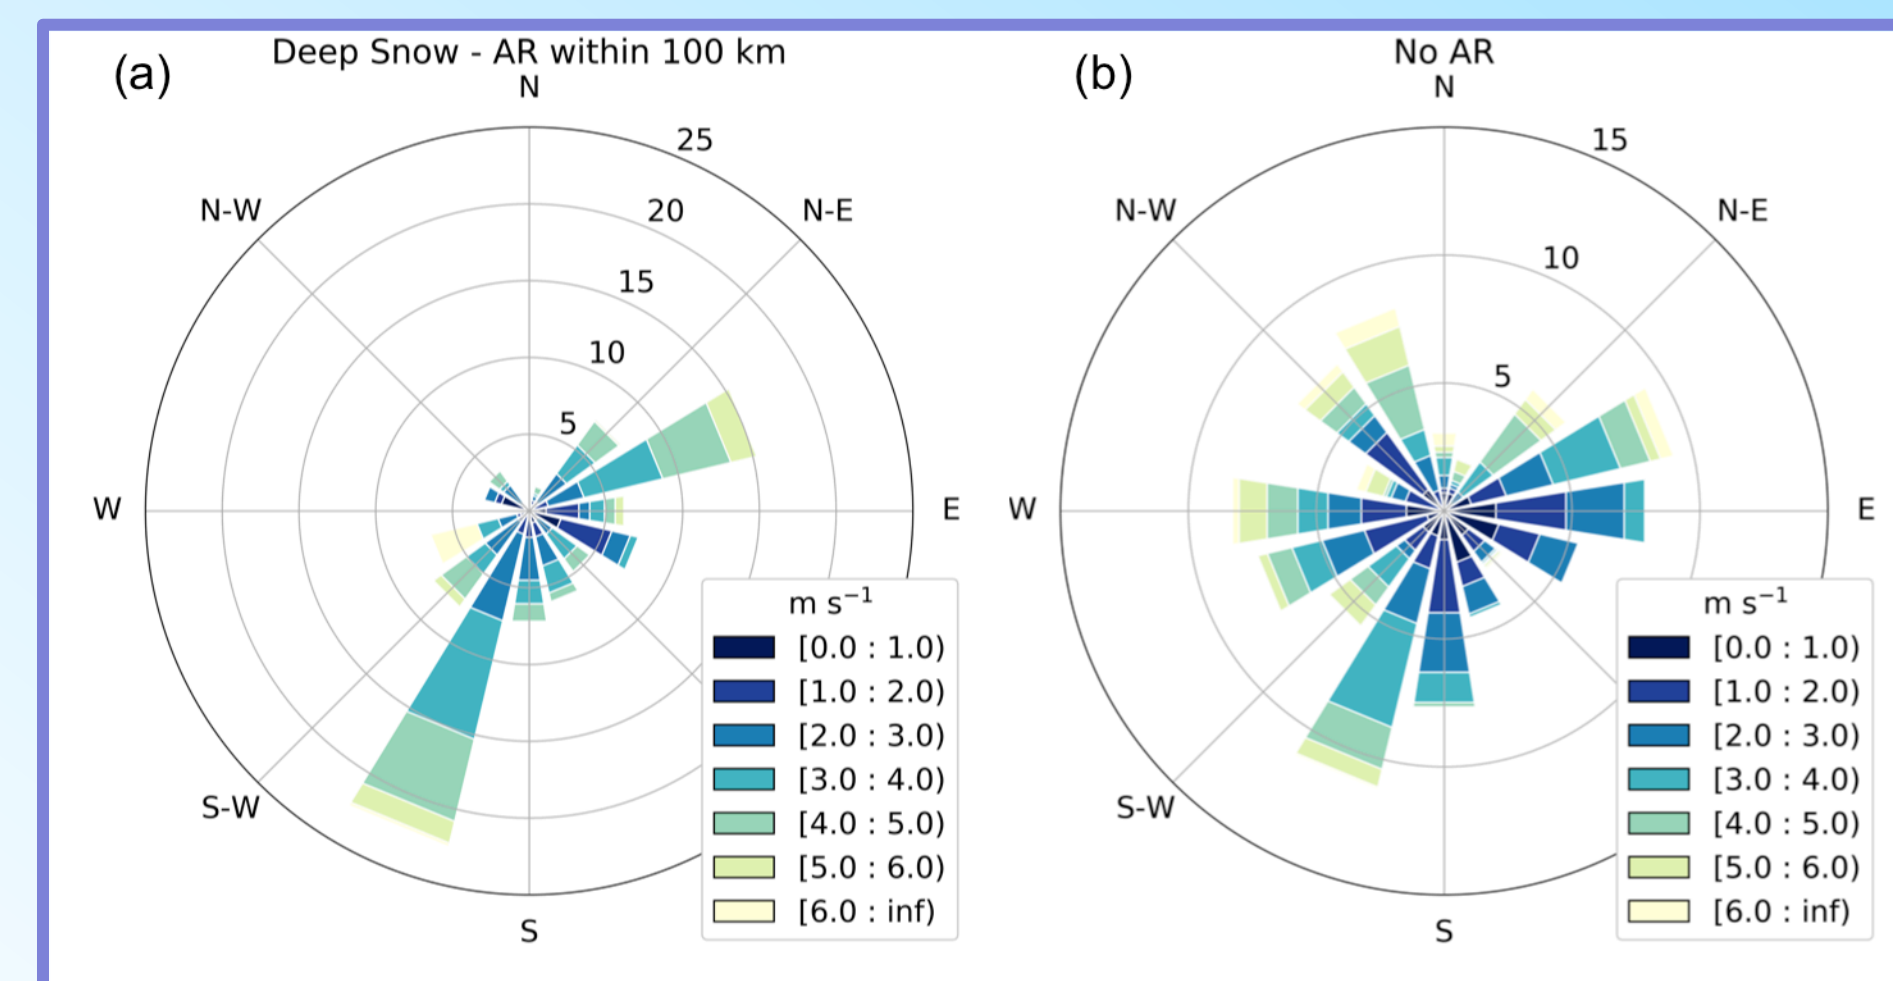 (a)
Deep Snow - AR within 100 km
N
25
N-W
20
N-E
15
10
5
W
E
S-W
S
m s⁻¹
[0.0 : 1.0)
[1.0 : 2.0)
[2.0 : 3.0)
[3.0 : 4.0)
[4.0 : 5.0)
[5.0 : 6.0)
[6.0 : inf)
(b)
No AR
N
15
N-W
N-E
10
5
W
E
S-W
S
m s⁻¹
[0.0 : 1.0)
[1.0 : 2.0)
[2.0 : 3.0)
[3.0 : 4.0)
[4.0 : 5.0)
[5.0 : 6.0)
[6.0 : inf)